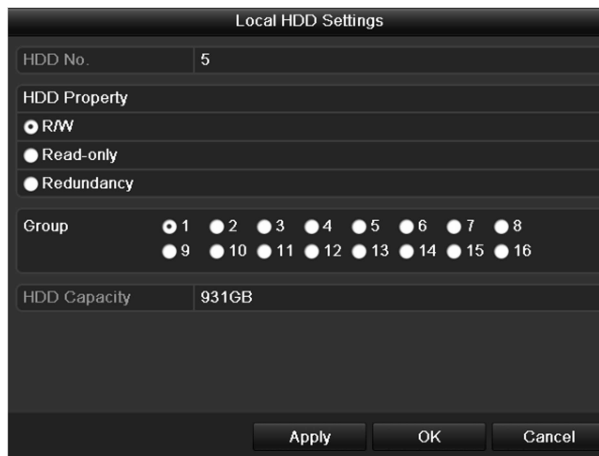 Local HDD Settings
HDD No. 5
HDD Property
R/W
Read-only
Redundancy
Group 1 2 3 4 5 6 7 8
9 10 11 12 13 14 15 16
HDD Capacity 931GB
Apply OK Cancel